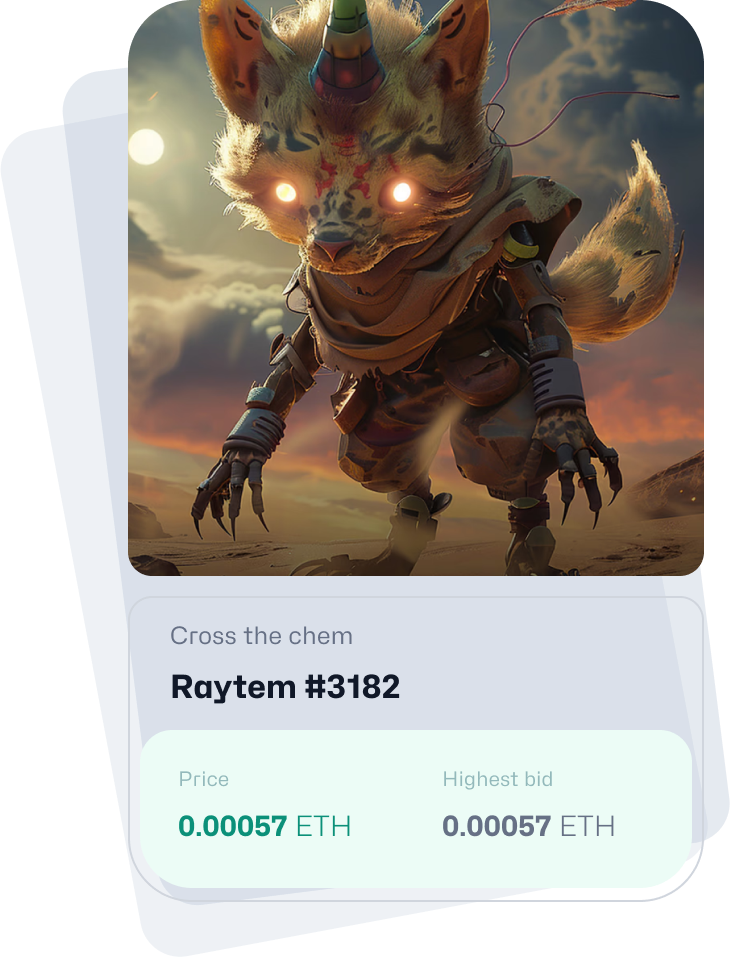 Cross the chem
Raytem #3182
Price
Highest bid
0.00057 ETH
0.00057 ETH